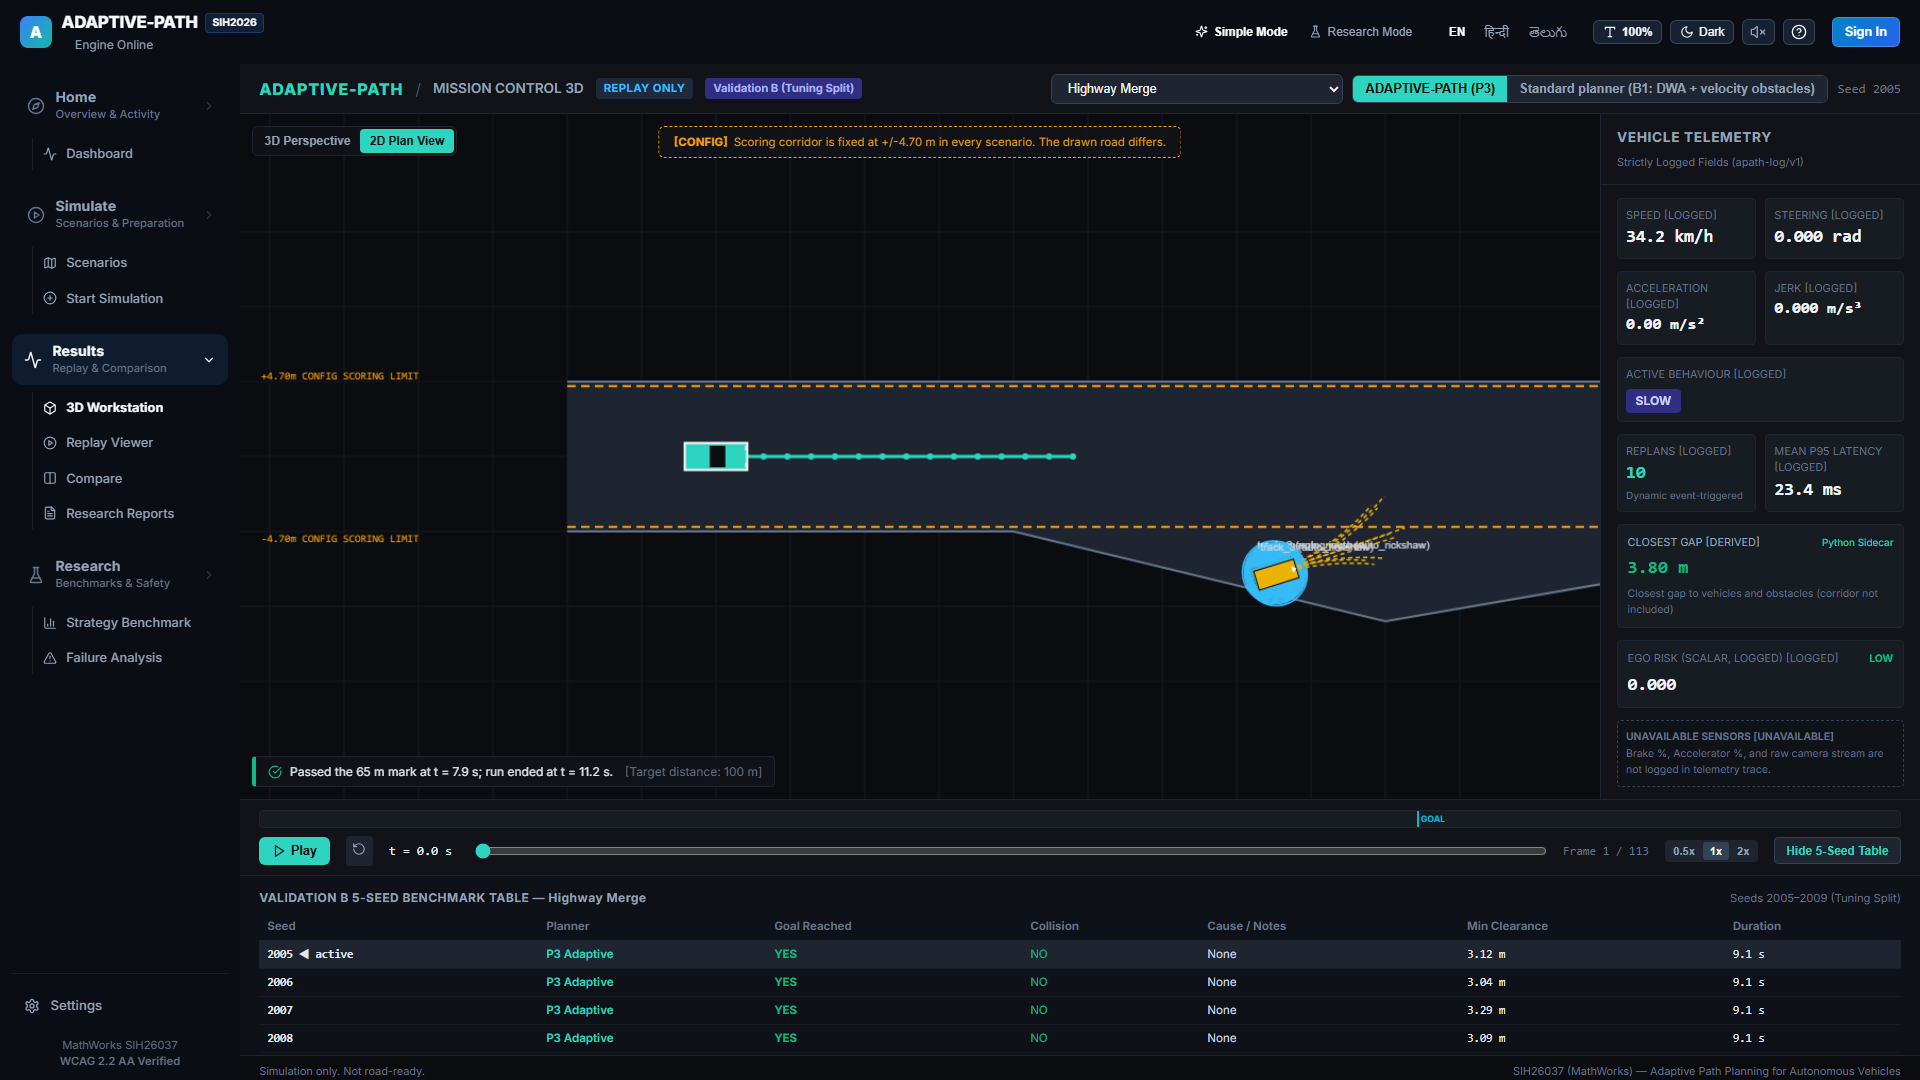 A
ADAPTIVE-PATH
SIH2026
Engine Online
Simple Mode
Research Mode
EN
हिन्दी
తెలుగు
100%
Dark
Sign In
Home
Overview & Activity
Dashboard
Simulate
Scenarios & Preparation
Scenarios
Start Simulation
Results
Replay & Comparison
3D Workstation
Replay Viewer
Compare
Research Reports
Research
Benchmarks & Safety
Strategy Benchmark
Failure Analysis
Settings
MathWorks SIH26037
WCAG 2.2 AA Verified
ADAPTIVE-PATH / MISSION CONTROL 3D
REPLAY ONLY
Validation B (Tuning Split)
Highway Merge
ADAPTIVE-PATH (P3)
Standard planner (B1: DWA + velocity obstacles)
Seed 2005
3D Perspective
2D Plan View
[CONFIG] Scoring corridor is fixed at +/-4.70 m in every scenario. The drawn road differs.
+4.70m CONFIG SCORING LIMIT
-4.70m CONFIG SCORING LIMIT
Passed the 65 m mark at t = 7.9 s; run ended at t = 11.2 s. [Target distance: 100 m]
VEHICLE TELEMETRY
Strictly Logged Fields (apath-log/v1)
SPEED [LOGGED]
34.2 km/h
STEERING [LOGGED]
0.000 rad
ACCELERATION
[LOGGED]
0.00 m/s²
JERK [LOGGED]
0.000 m/s³
ACTIVE BEHAVIOUR [LOGGED]
SLOW
REPLANS [LOGGED]
10
Dynamic event-triggered
MEAN P95 LATENCY
[LOGGED]
23.4 ms
CLOSEST GAP [DERIVED]
Python Sidecar
3.80 m
Closest gap to vehicles and obstacles (corridor not
included)
EGO RISK (SCALAR, LOGGED) [LOGGED]
LOW
0.000
UNAVAILABLE SENSORS [UNAVAILABLE]
Brake %, Accelerator %, and raw camera stream are
not logged in telemetry trace.
GOAL
Play
t = 0.0 s
Frame 1 / 113
0.5x
1x
2x
Hide 5-Seed Table
VALIDATION B 5-SEED BENCHMARK TABLE — Highway Merge
Seeds 2005–2009 (Tuning Split)
Seed Planner Goal Reached Collision Cause / Notes Min Clearance Duration
2005 ◀ active P3 Adaptive YES NO None 3.12 m 9.1 s
2006 P3 Adaptive YES NO None 3.04 m 9.1 s
2007 P3 Adaptive YES NO None 3.29 m 9.1 s
2008 P3 Adaptive YES NO None 3.09 m 9.1 s
Simulation only. Not road-ready.
SIH26037 (MathWorks) — Adaptive Path Planning for Autonomous Vehicles